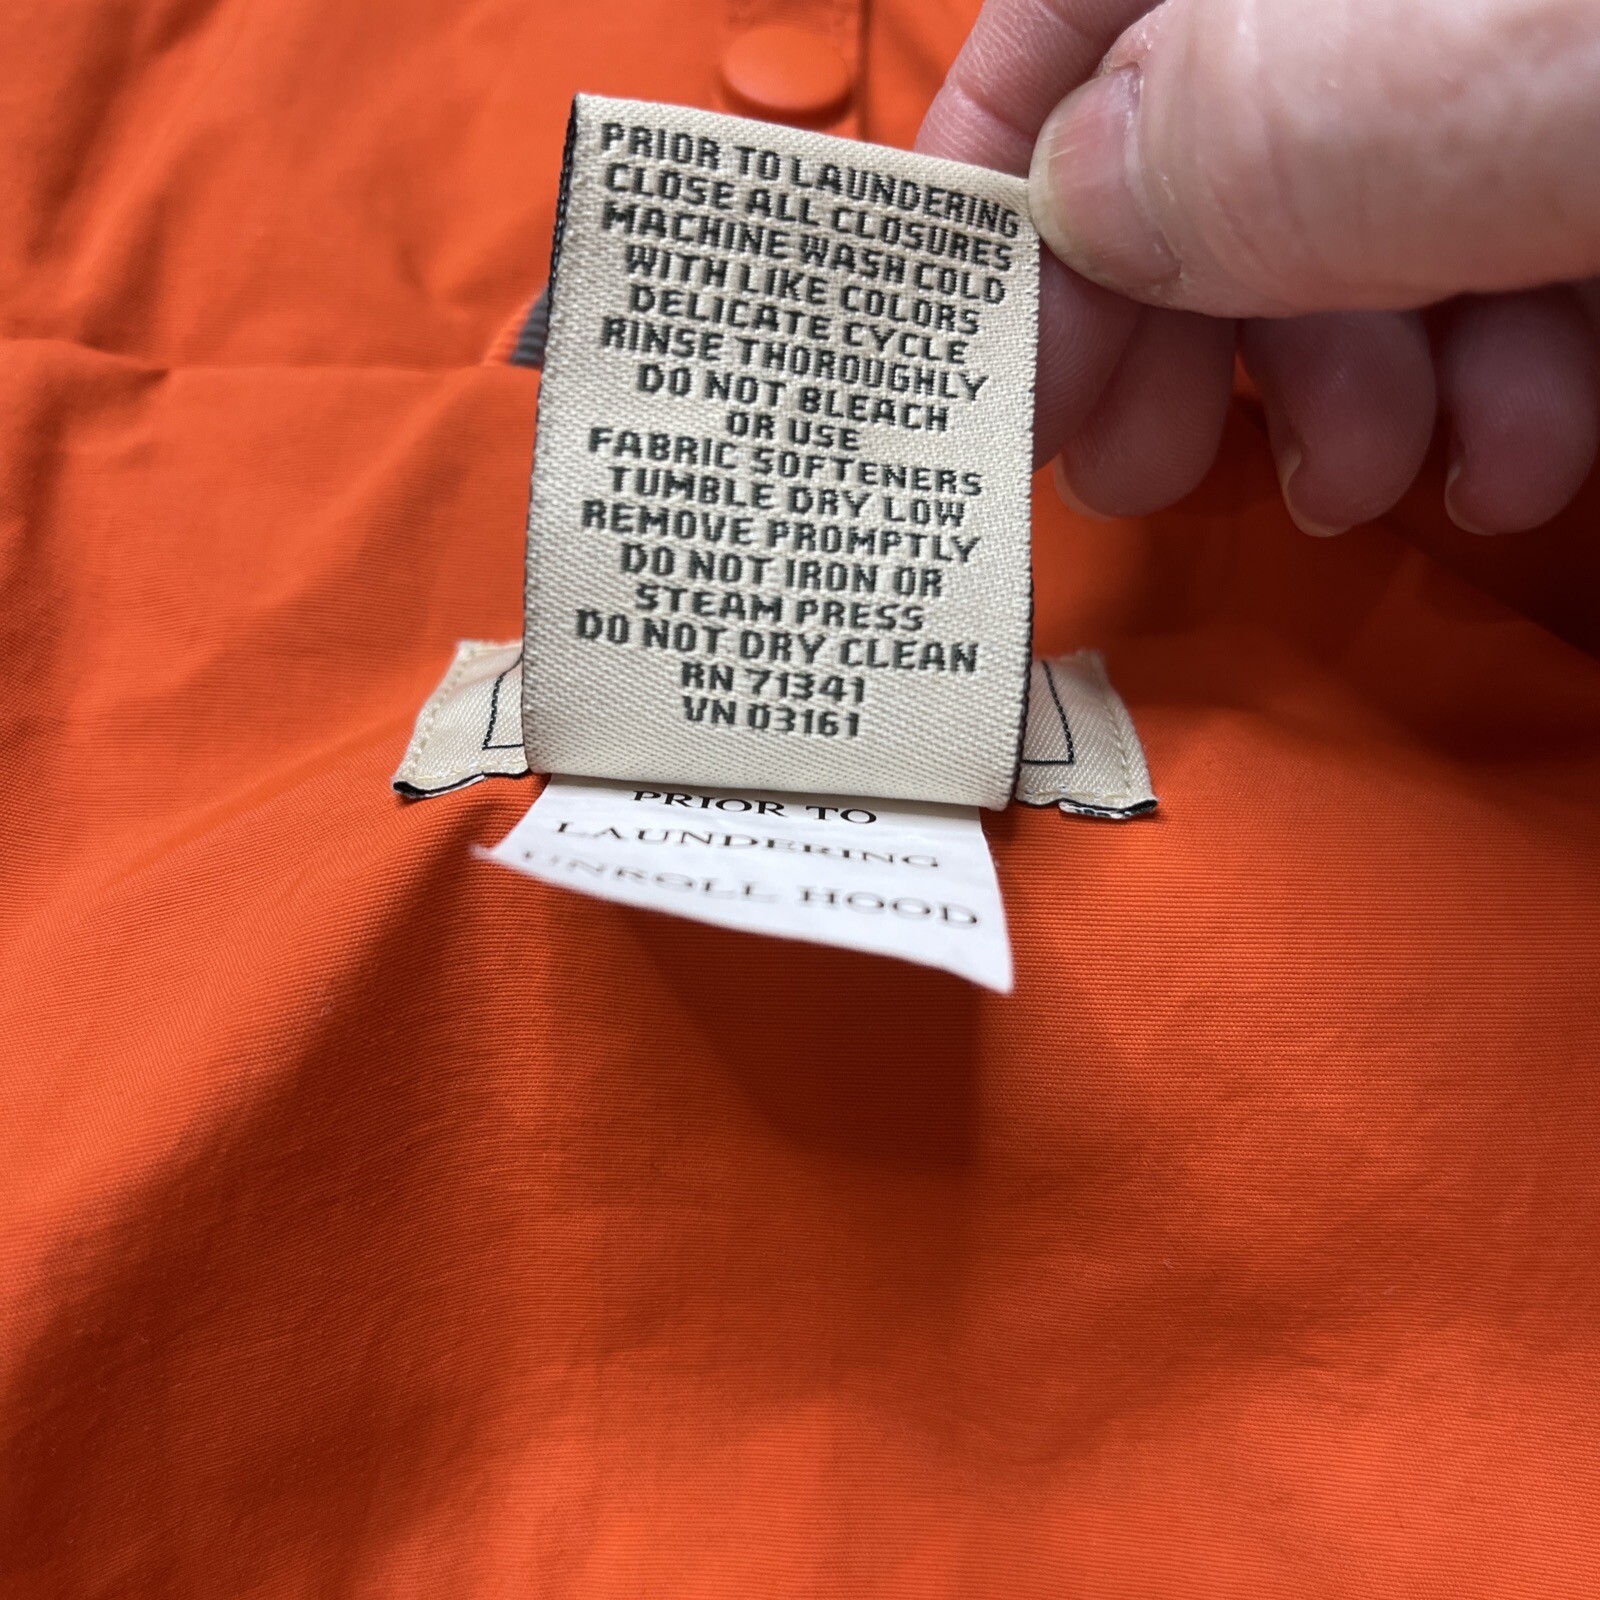 PRIOR TO LAUNDERING
CLOSE ALL CLOSURES
MACHINE WASH COLD
WITH LIKE COLORS
DELICATE CYCLE
RINSE THOROUGHLY
DO NOT BLEACH
OR USE
FABRIC SOFTENERS
TUMBLE DRY LOW
REMOVE PROMPTLY
DO NOT IRON OR
STEAM PRESS
DO NOT DRY CLEAN
RN 71341
VN 03161
PRIOR TO
LAUNDERING
UNROLL HOOD